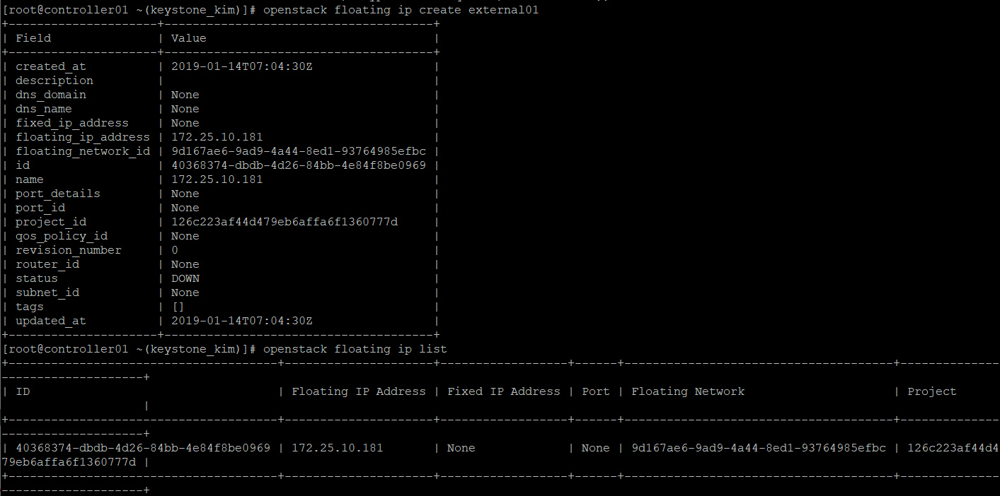 [root@controller01 ~(keystone_kim)]# openstack floating ip create external01
+---------------------+--------------------------------------+
| Field               | Value                                |
+---------------------+--------------------------------------+
| created_at          | 2019-01-14T07:04:30Z                 |
| description         |                                      |
| dns_domain          | None                                 |
| dns_name            | None                                 |
| fixed_ip_address    | None                                 |
| floating_ip_address | 172.25.10.181                        |
| floating_network_id | 9d167ae6-9ad9-4a44-8ed1-93764985efbc |
| id                  | 40368374-dbdb-4d26-84bb-4e84f8be0969 |
| name                | 172.25.10.181                        |
| port_details        | None                                 |
| port_id             | None                                 |
| project_id          | 126c223af44d479eb6affa6f1360777d     |
| qos_policy_id       | None                                 |
| revision_number     | 0                                    |
| router_id           | None                                 |
| status              | DOWN                                 |
| subnet_id           | None                                 |
| tags                | []                                   |
| updated_at          | 2019-01-14T07:04:30Z                 |
+---------------------+--------------------------------------+
[root@controller01 ~(keystone_kim)]# openstack floating ip list
+--------------------------------------+---------------------+------------------+------+--------------------------------------+--------------
--------------------+
| ID                                   | Floating IP Address | Fixed IP Address | Port | Floating Network                     | Project
                    |
+--------------------------------------+---------------------+------------------+------+--------------------------------------+--------------
--------------------+
| 40368374-dbdb-4d26-84bb-4e84f8be0969 | 172.25.10.181       | None             | None | 9d167ae6-9ad9-4a44-8ed1-93764985efbc | 126c223af44d4
79eb6affa6f1360777d |
+--------------------------------------+---------------------+------------------+------+--------------------------------------+--------------
--------------------+